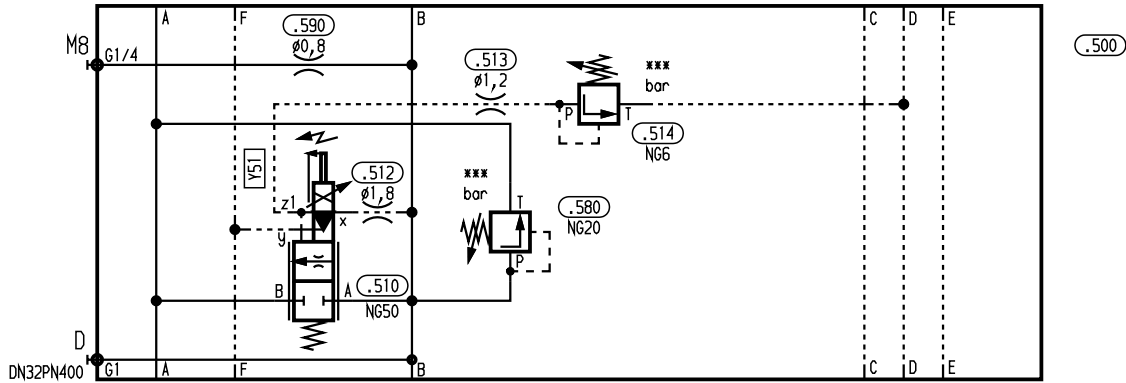 A F B C D E
.590
ø0,8
.500
M8
G1/4
.513
ø1,2
***
bar
P T
.514
NG6
Y51
.512
ø1,8
***
bar
z1
x
T
.580
NG20
y
P
B A
.510
NG50
D
G1
DN32PN400
A F B C D E